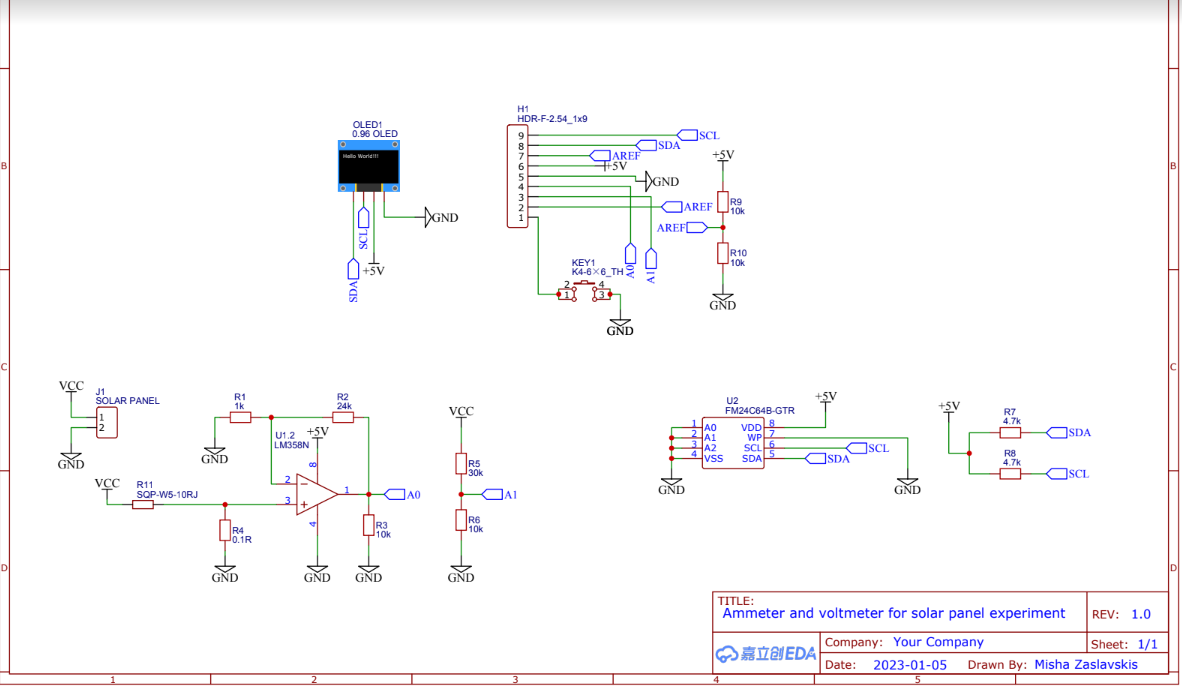 OLED1
0.96 OLED
Hello World!!!
GND
SCL
+5V
SDA
H1
HDR-F-2.54_1x9
9
8
7
6
5
4
3
2
1
SCL
SDA
AREF
+5V
GND
AREF
A0
A1
KEY1
K4-6×6_TH
2
1
4
3
GND
+5V
R9
10k
AREF
R10
10k
GND
VCC
J1
SOLAR PANEL
1
2
GND
R1
1k
R2
24k
GND
U1.2
LM358N
+5V
8
2
3
1
4
A0
VCC
R11
SQP-W5-10RJ
R4
0.1R
GND
GND
R3
10k
GND
VCC
R5
30k
A1
R6
10k
GND
U2
FM24C64B-GTR
+5V
1 A0 VDD 8
2 A1 WP 7
3 A2 SCL 6
4 VSS SDA 5
SCL
SDA
GND
GND
+5V
R7
4.7k
SDA
R8
4.7k
SCL
B
B
C
C
D
D
TITLE:
Ammeter and voltmeter for solar panel experiment
REV: 1.0
嘉立创EDA
Company: Your Company
Sheet: 1/1
Date: 2023-01-05 Drawn By: Misha Zaslavskis
1 2 3 4 5